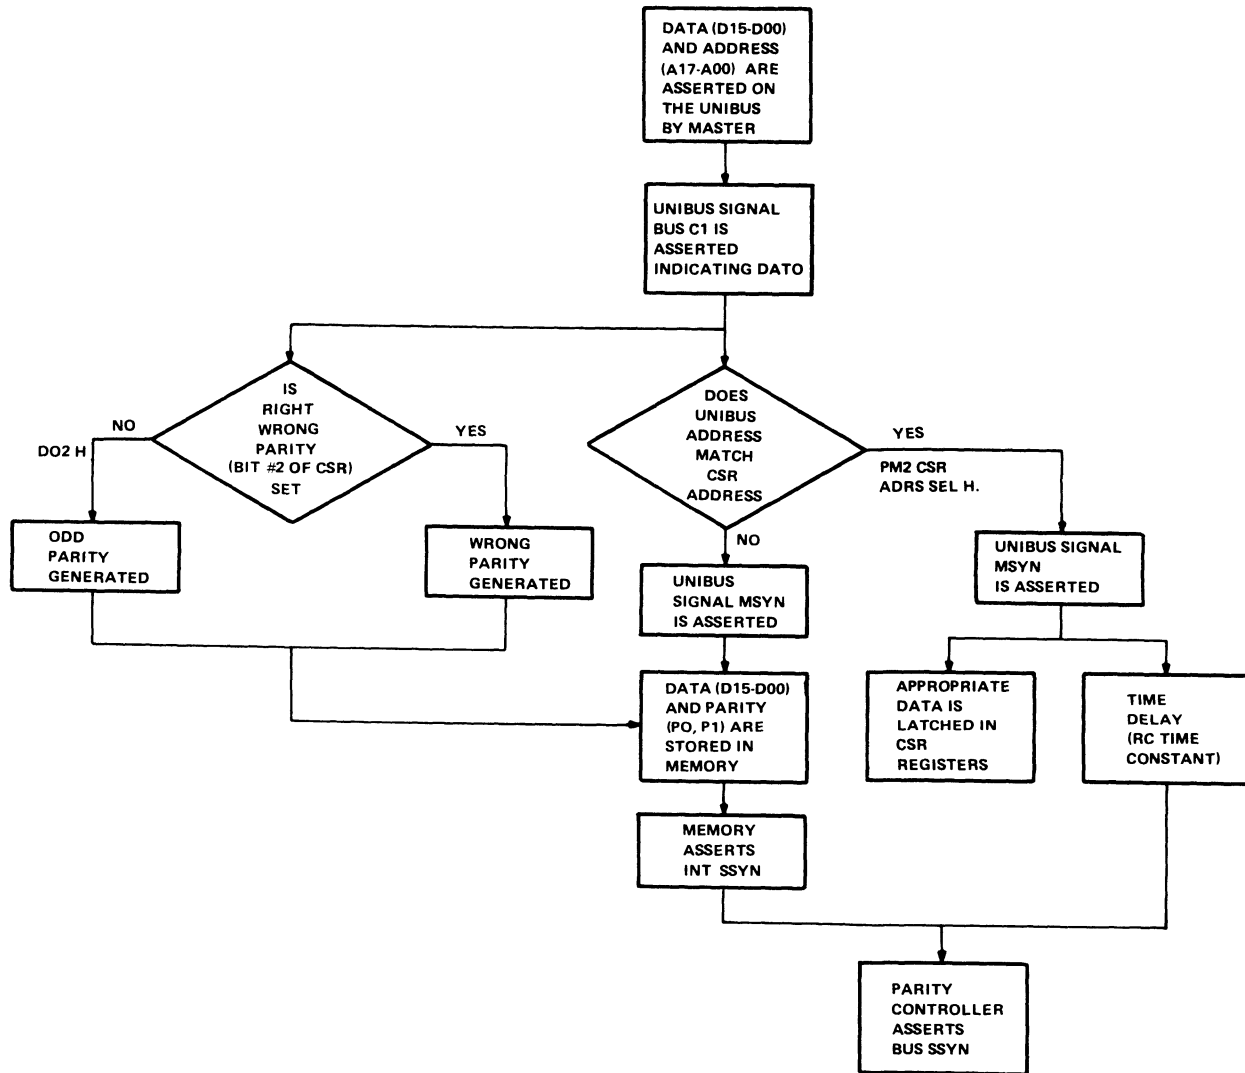 DATA (D15-D00)
AND ADDRESS
(A17-A00) ARE
ASSERTED ON
THE UNIBUS
BY MASTER
UNIBUS SIGNAL
BUS C1 IS
ASSERTED
INDICATING DATO
IS
RIGHT
WRONG
PARITY
(BIT #2 OF CSR)
SET
NO
DO2 H
YES
DOES
UNIBUS
ADDRESS
MATCH
CSR
ADDRESS
YES
PM2 CSR
ADRS SEL H.
NO
ODD
PARITY
GENERATED
WRONG
PARITY
GENERATED
UNIBUS
SIGNAL MSYN
IS ASSERTED
UNIBUS SIGNAL
MSYN
IS ASSERTED
DATA (D15-D00)
AND PARITY
(PO, P1) ARE
STORED IN
MEMORY
APPROPRIATE
DATA IS
LATCHED IN
CSR
REGISTERS
TIME
DELAY
(RC TIME
CONSTANT)
MEMORY
ASSERTS
INT SSYN
PARITY
CONTROLLER
ASSERTS
BUS SSYN